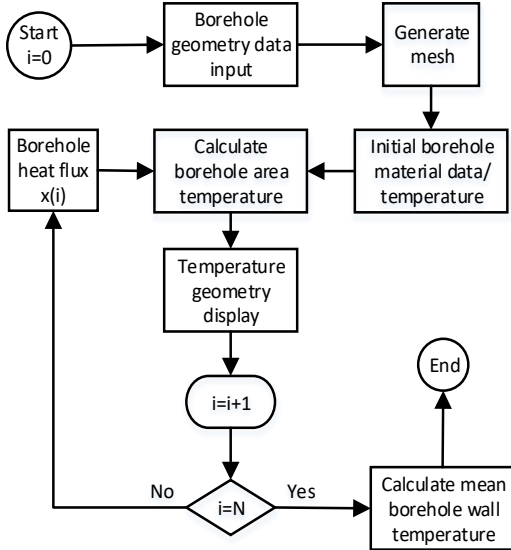 Start
i=0
Borehole
geometry data
input
Generate
mesh
Borehole
heat flux
x(i)
Calculate
borehole area
temperature
Initial borehole
material data/
temperature
Temperature
geometry
display
End
i=i+1
No
i=N
Yes
Calculate mean
borehole wall
temperature